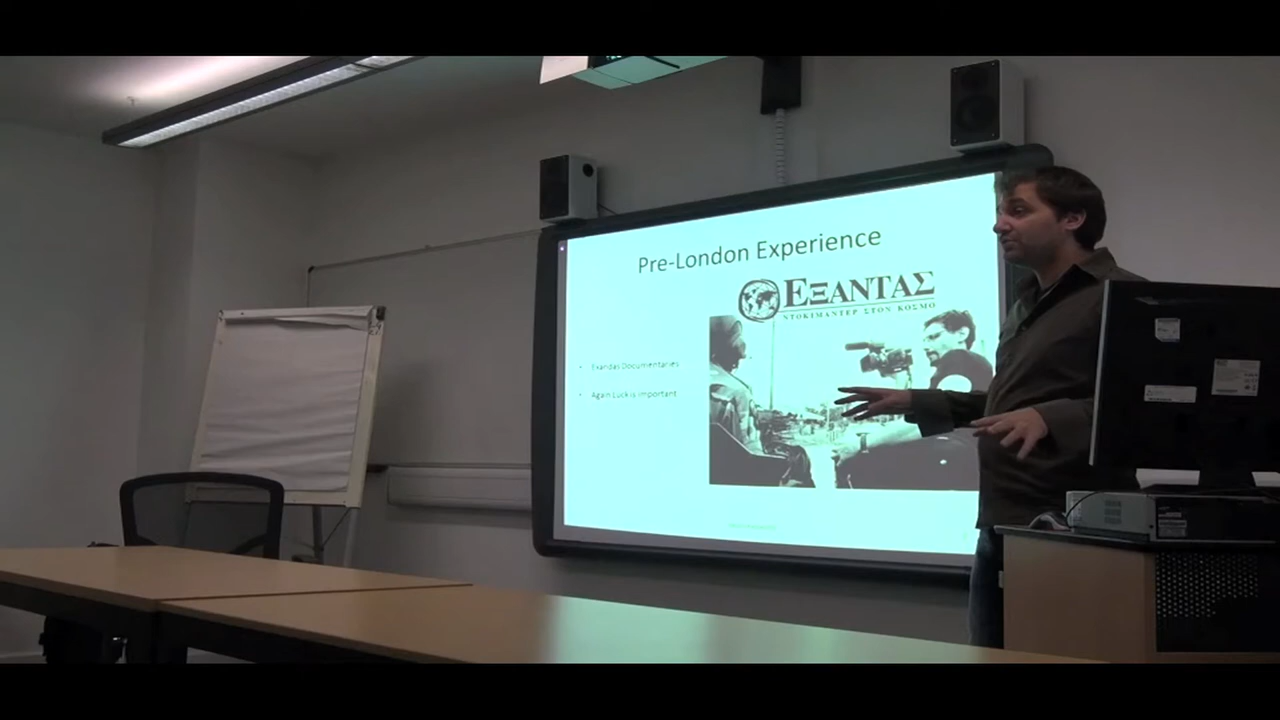 Pre-London Experience
ΕΞΑΝΤΑΣ
ΝΤΟΚΙΜΑΝΤΕΡ ΣΤΟΝ ΚΟΣΜΟ
• Exandas Documentaries
• Again Luck is important